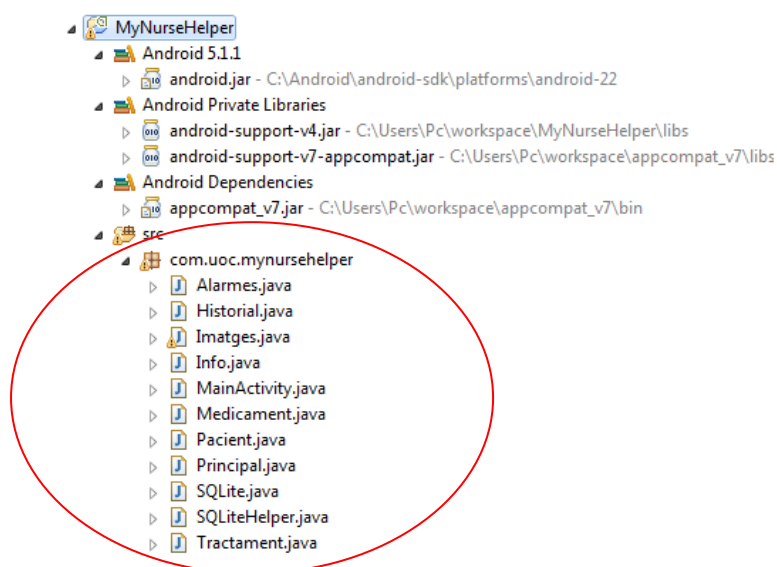 MyNurseHelper
Android 5.1.1
android.jar - C:\Android\android-sdk\platforms\android-22
Android Private Libraries
android-support-v4.jar - C:\Users\Pc\workspace\MyNurseHelper\libs
android-support-v7-appcompat.jar - C:\Users\Pc\workspace\appcompat_v7\libs
Android Dependencies
appcompat_v7.jar - C:\Users\Pc\workspace\appcompat_v7\bin
src
com.uoc.mynursehelper
Alarmes.java
Historial.java
Imatges.java
Info.java
MainActivity.java
Medicament.java
Pacient.java
Principal.java
SQLite.java
SQLiteHelper.java
Tractament.java